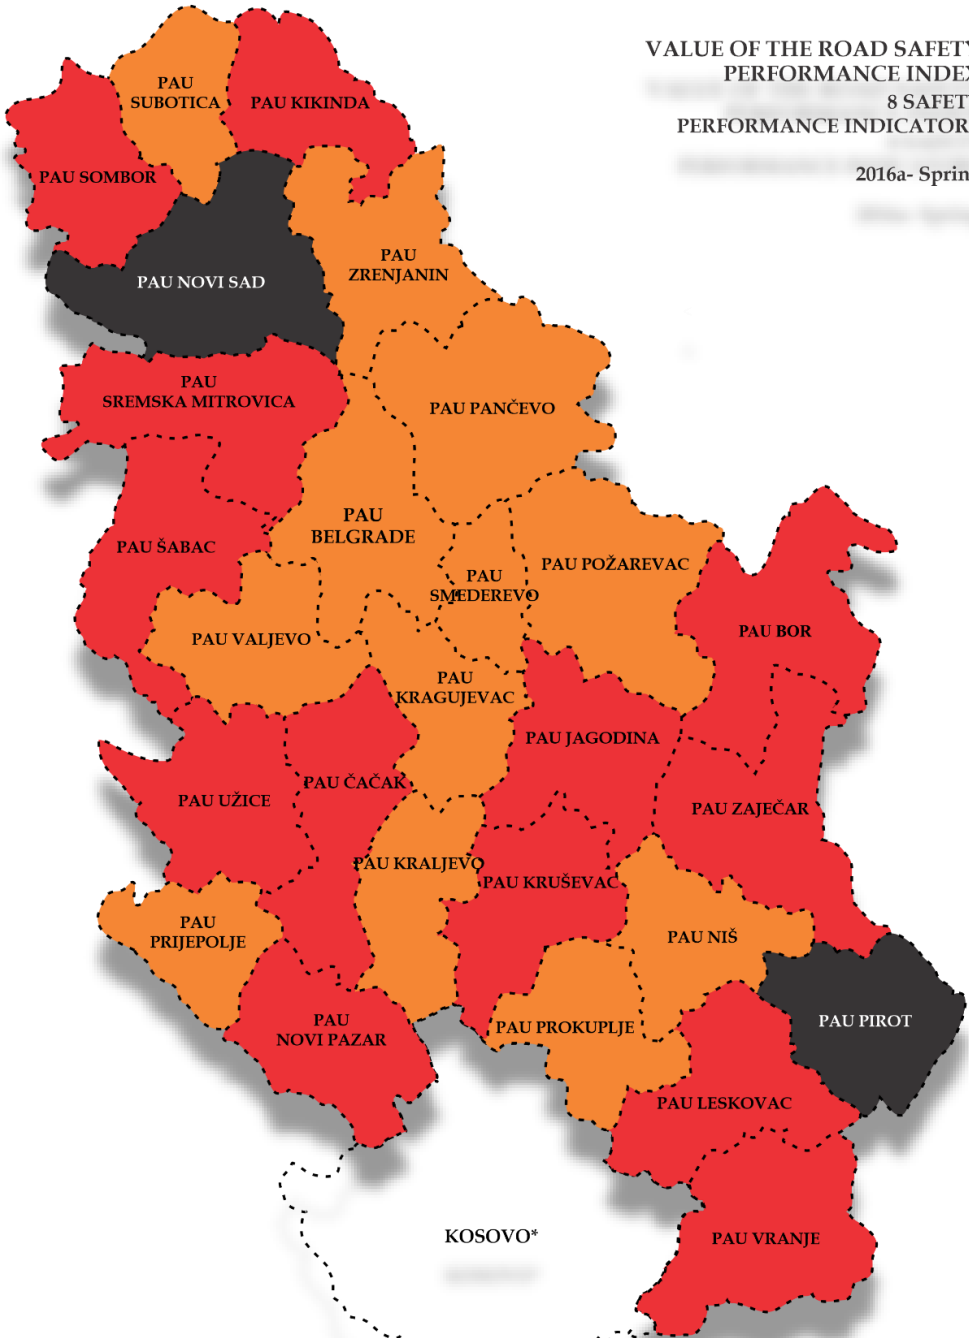 VALUE OF THE ROAD SAFETY
PERFORMANCE INDEX
8 SAFETY
PERFORMANCE INDICATOR
2016a- Sprin
PAU
SUBOTICA
PAU KIKINDA
PAU SOMBOR
PAU
ZRENJANIN
PAU NOVI SAD
PAU
SREMSKA MITROVICA
PAU PANČEVO
PAU
BELGRADE
PAU ŠABAC
PAU POŽAREVAC
PAU
SMEDEREVO
PAU BOR
PAU VALJEVO
PAU
KRAGUJEVAC
PAU JAGODINA
PAU ČAČAK
PAU UŽICE
PAU ZAJEČAR
PAU KRALJEVO
PAU KRUŠEVAC
PAU
PRIJEPOLJE
PAU NIŠ
PAU PIROT
PAU
NOVI PAZAR
PAU PROKUPLJE
PAU LESKOVAC
KOSOVO*
PAU VRANJE